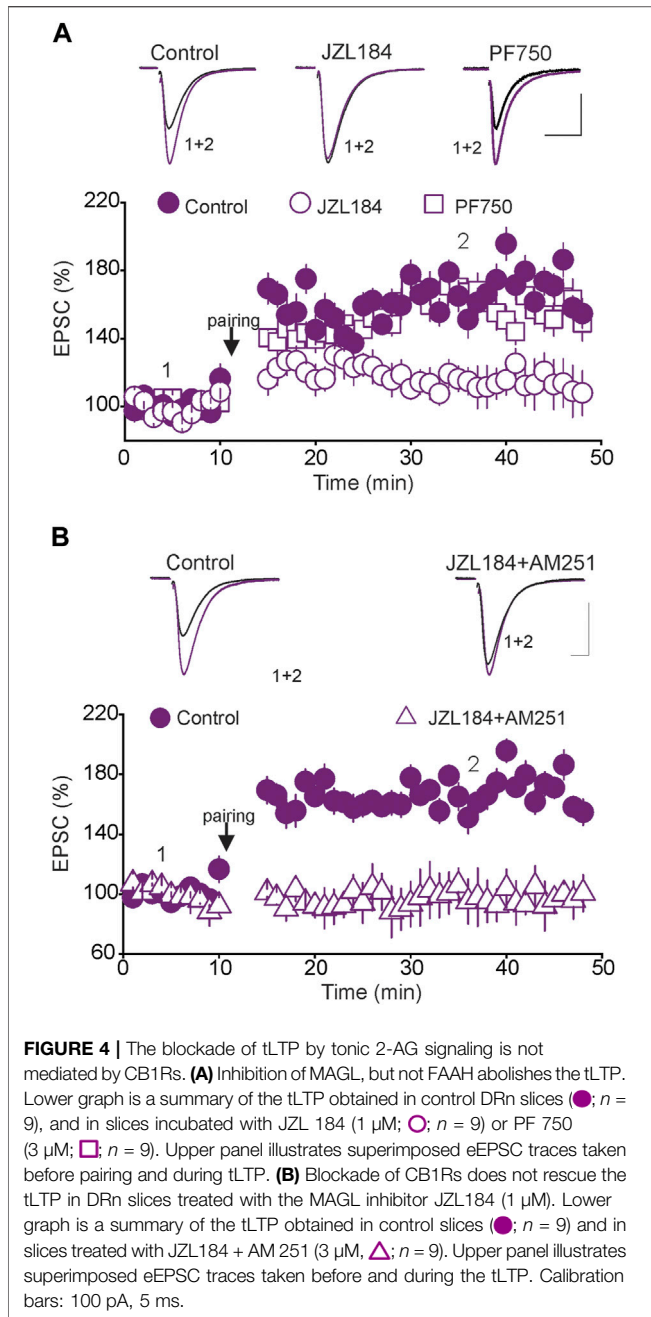 A
Control JZL184 PF750
1+2 1+2 1+2
220
180
140
100
EPSC (%)
● Control ○ JZL184 □ PF750
1
pairing
2
0 10 20 30 40 50
Time (min)
B
Control JZL184+AM251
1+2 1+2
220
180
140
100
60
EPSC (%)
● Control △ JZL184+AM251
1
pairing
2
0 10 20 30 40 50
Time (min)
FIGURE 4 | The blockade of tLTP by tonic 2-AG signaling is not
mediated by CB1Rs. (A) Inhibition of MAGL, but not FAAH abolishes the tLTP.
Lower graph is a summary of the tLTP obtained in control DRn slices (●; n =
9), and in slices incubated with JZL 184 (1 µM; ○; n = 9) or PF 750
(3 µM; □; n = 9). Upper panel illustrates superimposed eEPSC traces taken
before pairing and during tLTP. (B) Blockade of CB1Rs does not rescue the
tLTP in DRn slices treated with the MAGL inhibitor JZL184 (1 µM). Lower
graph is a summary of the tLTP obtained in control slices (●; n = 9) and in
slices treated with JZL184 + AM 251 (3 µM, △; n = 9). Upper panel illustrates
superimposed eEPSC traces taken before and during the tLTP. Calibration
bars: 100 pA, 5 ms.